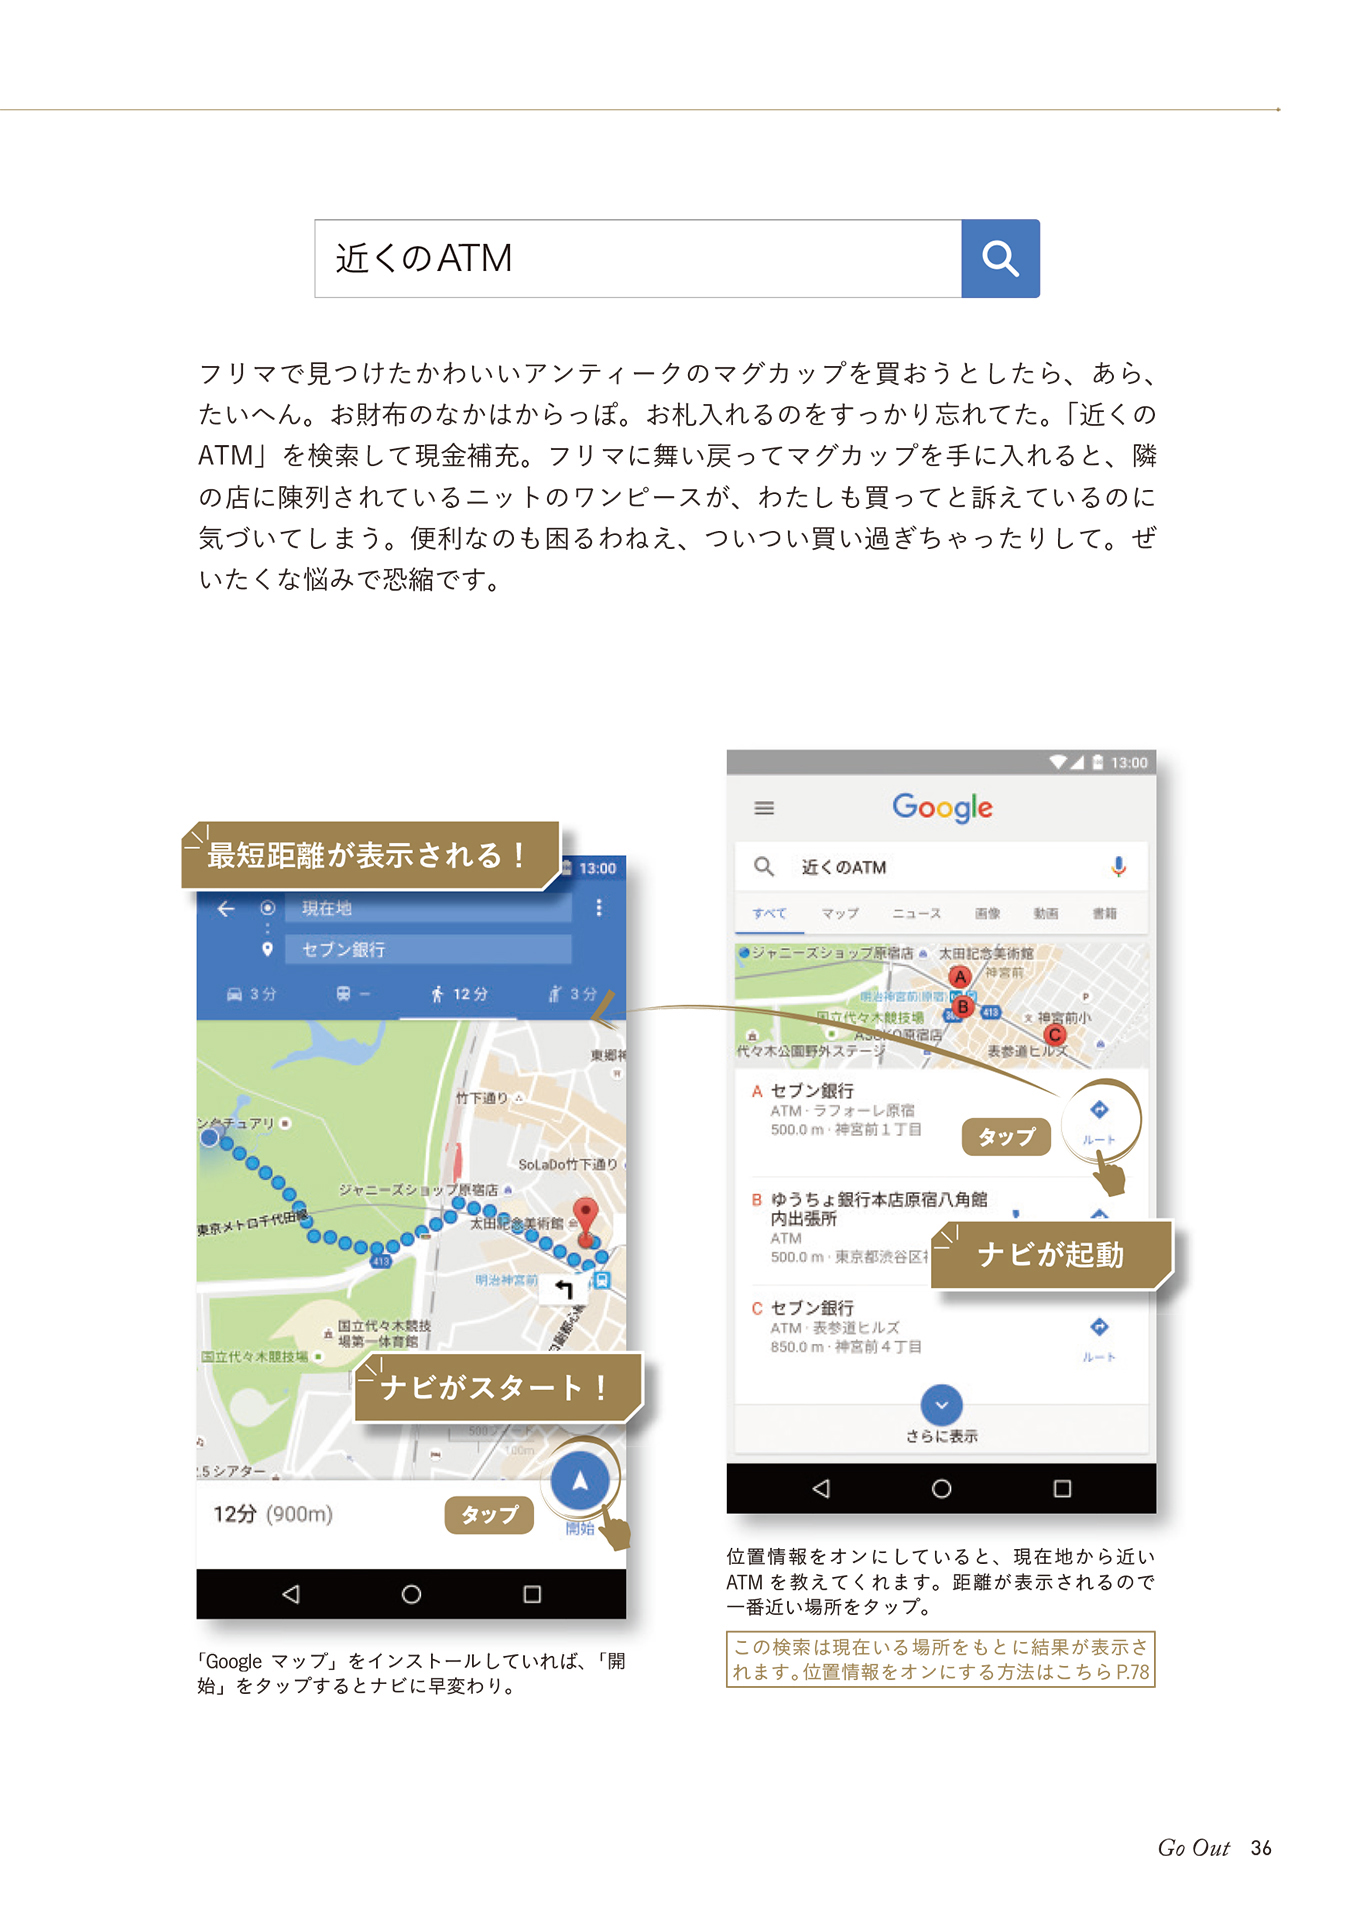 近くのATM
フリマで見つけたかわいいアンティークのマグカップを買おうとしたら、あら、
たいへん。お財布のなかはからっぽ。お札入れるのをすっかり忘れてた。「近くの
ATM」を検索して現金補充。フリマに舞い戻ってマグカップを手に入れると、隣
の店に陳列されているニットのワンピースが、わたしも買ってと訴えているのに
気づいてしまう。便利なのも困るわねえ、ついつい買い過ぎちゃったりして。ぜ
いたくな悩みで恐縮です。
13:00
Google
近くのATM
すべて マップ ニュース 画像 動画 書籍
ジャニーズショップ原宿店 太田記念美術館
神宮前
A
明治神宮前(原宿)
B
413
国立代々木競技場
神宮前小
C
代々木公園野外ステージ
表参道ヒルズ
P
A セブン銀行
ATM · ラフォーレ原宿
500.0 m · 神宮前１丁目
タップ
ルート
B ゆうちょ銀行本店原宿八角館
内出張所
ATM
500.0 m · 東京都渋谷区
ナビが起動
C セブン銀行
ATM · 表参道ヒルズ
850.0 m · 神宮前４丁目
ルート
さらに表示
位置情報をオンにしていると、現在地から近い
ATM を教えてくれます。距離が表示されるので
一番近い場所をタップ。
この検索は現在いる場所をもとに結果が表示さ
れます。位置情報をオンにする方法はこちら P.78
最短距離が表示される！
13:00
現在地
セブン銀行
3 分 – 12 分 3 分
竹下通り
チュアリ
SoLaDo竹下通り
ジャニーズショップ原宿店
東京メトロ千代田線
太田記念美術館
413
明治神宮前
国立代々木競技
場第一体育館
国立代々木競技場
ナビがスタート！
100m
.5 シアター
12分 (900m)
タップ
開始
「Google マップ」をインストールしていれば、「開
始」をタップするとナビに早変わり。
Go Out 36